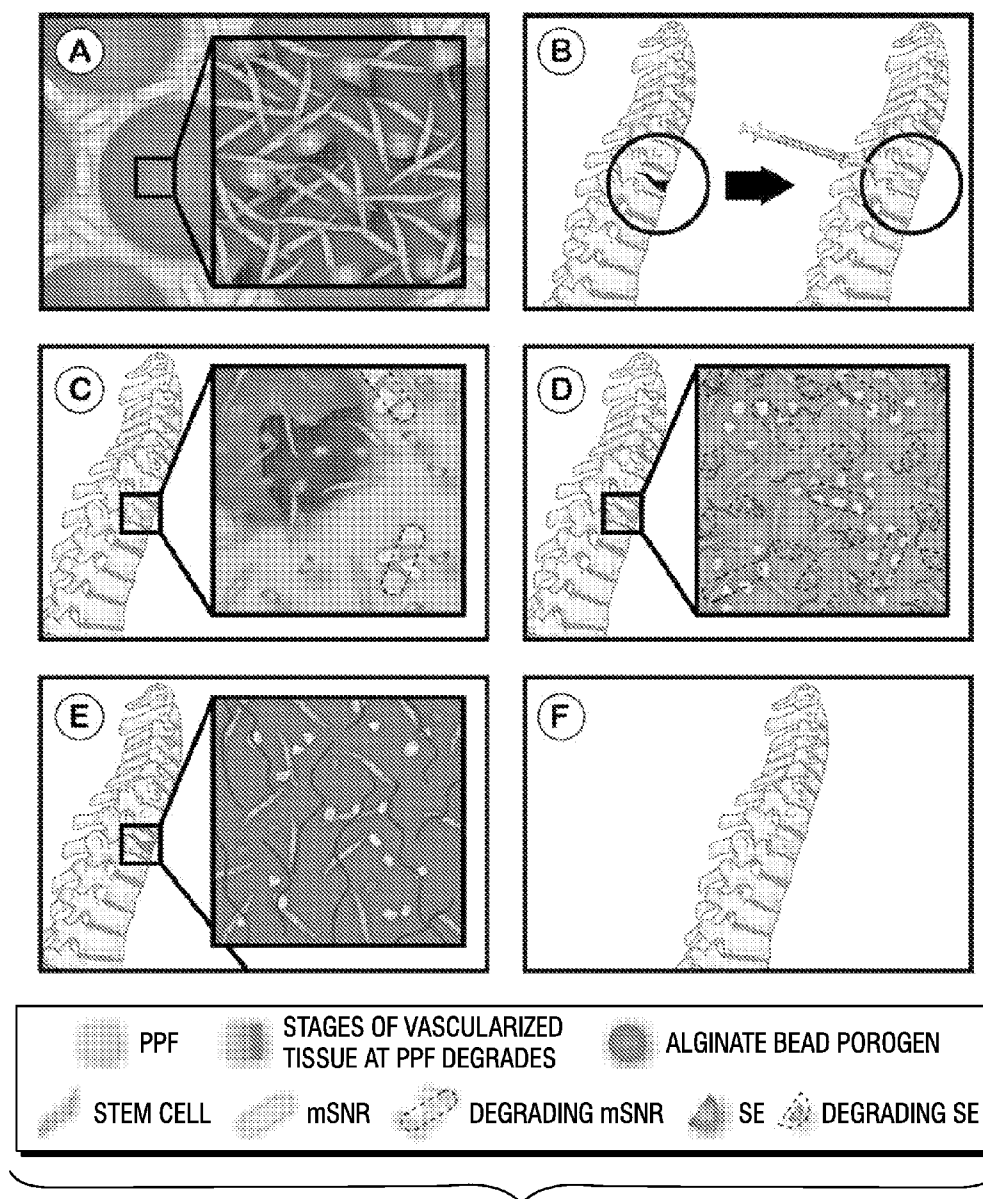 A
B
C
D
E
F
PPF
STAGES OF VASCULARIZED
TISSUE AT PPF DEGRADES
ALGINATE BEAD POROGEN
STEM CELL
mSNR
DEGRADING mSNR
SE
DEGRADING SE